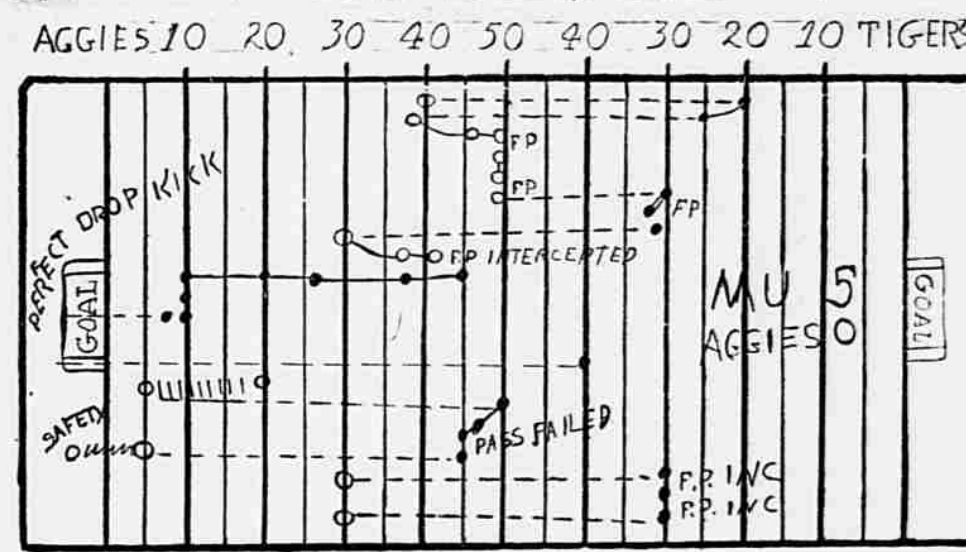 AGGIES 10 20 30 40 50 40 30 20 10 TIGERS
FP
FP
FP
PERFECT DROP KICK
F.P INTERCEPTED
GOAL
MU 5
AGGIES 0
GOAL
SAFETY
PASS FAILED
F.P. INC
F.P. INC